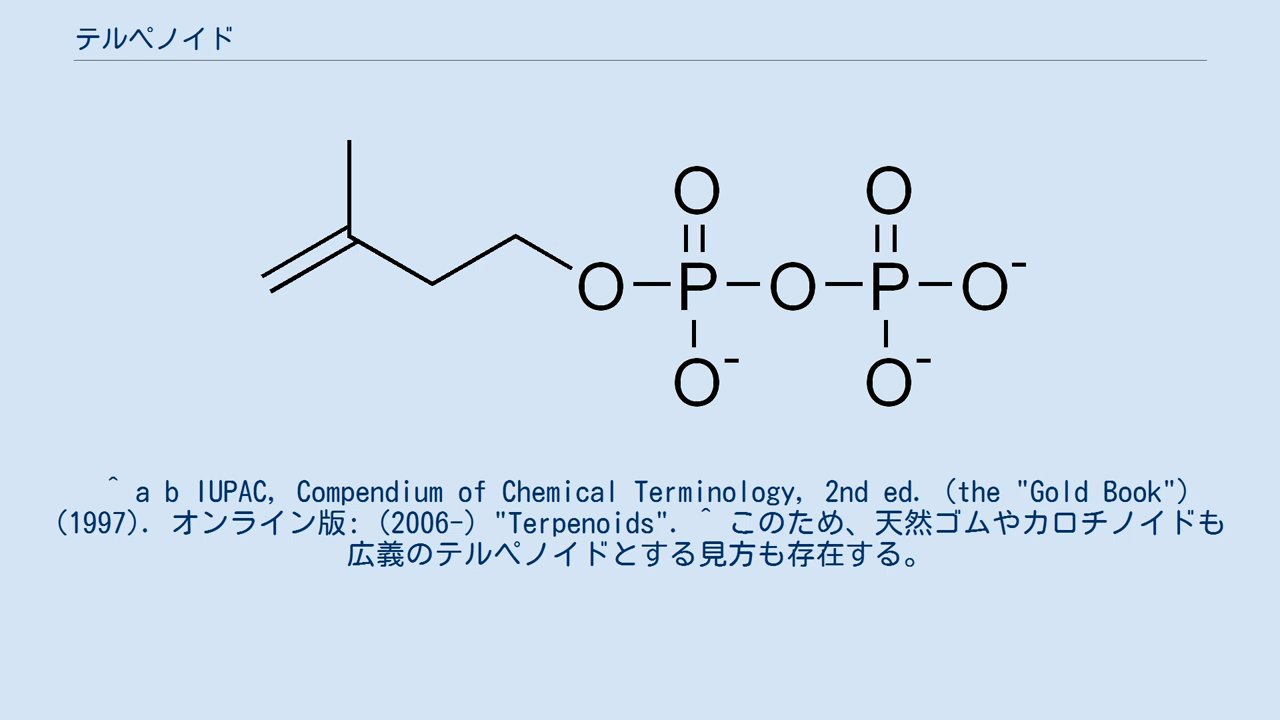 テルペノイド
O O
O P O P O-
O- O-
^ a b IUPAC, Compendium of Chemical Terminology, 2nd ed. (the "Gold Book")
(1997). オンライン版: (2006-) "Terpenoids". ^ このため、天然ゴムやカロチノイドも
広義のテルペノイドとする見方も存在する。